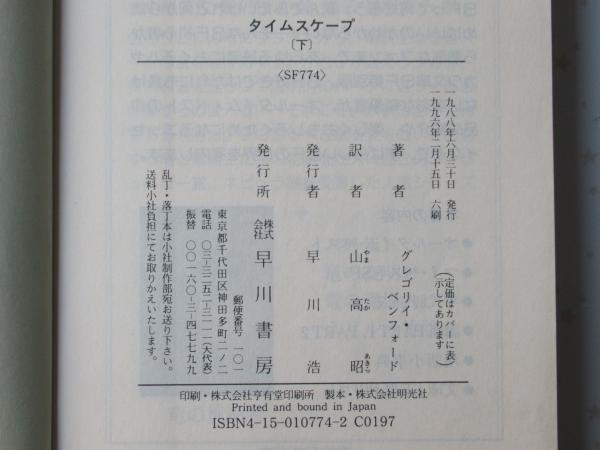 タイムスケープ
〔下〕
〈SF774〉
一九八八年六月三十日 発行
一九九六年二月十五日 六刷
(定価はカバーに表示してあります)
著者 グレゴリイ・ベンフォード
訳者 山高昭
やま たか あきら
発行者 早川浩
発行所 株式会社 早川書房
郵便番号 一〇一
東京都千代田区神田多町二ノ二
電話 〇三-三二五二-三一一一(大代表)
振替 〇〇一六〇-三-四七七九九
乱丁・落丁本は小社制作部宛お送り下さい。
送料小社負担にてお取りかえいたします。
印刷・株式会社亨有堂印刷所 製本・株式会社明光社
Printed and bound in Japan
ISBN4-15-010774-2 C0197